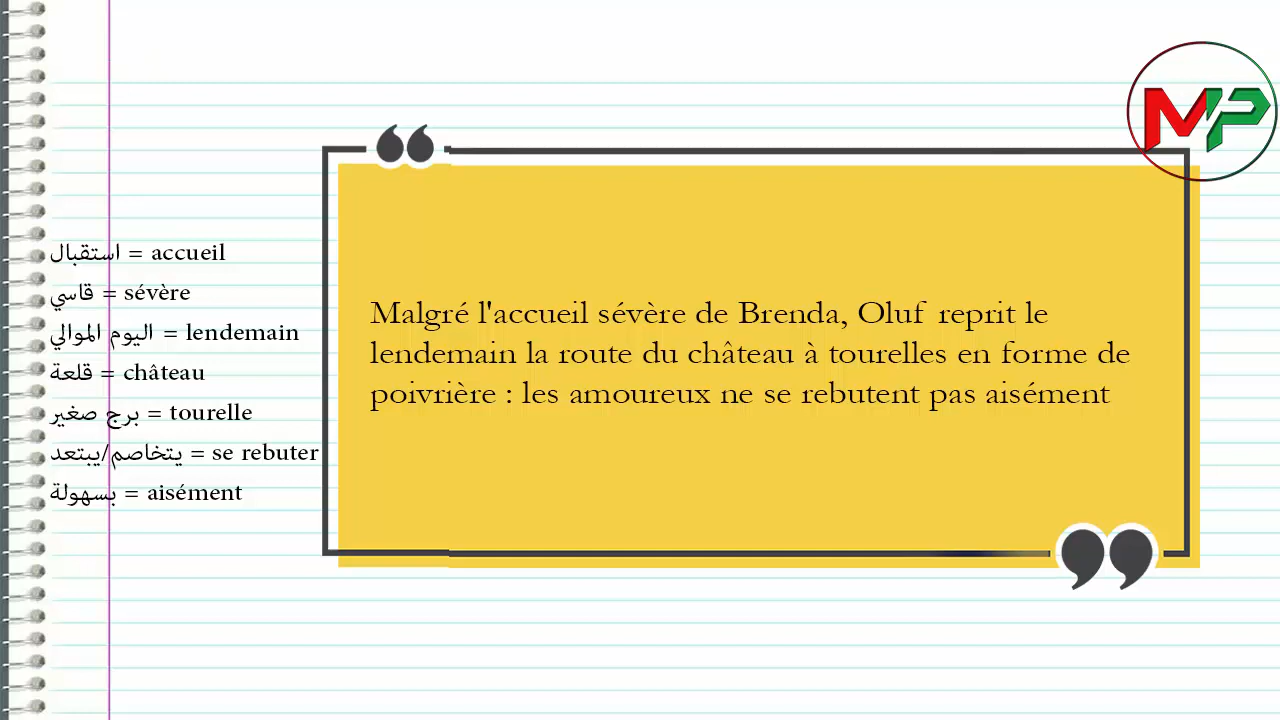 MP
استقبال = accueil
قاسي = sévère
اليوم الموالي = lendemain
قلعة = château
برج صغير = tourelle
يتخاصم/يبتعد = se rebuter
بسهولة = aisément
Malgré l'accueil sévère de Brenda, Oluf reprit le
lendemain la route du château à tourelles en forme de
poivrière : les amoureux ne se rebutent pas aisément